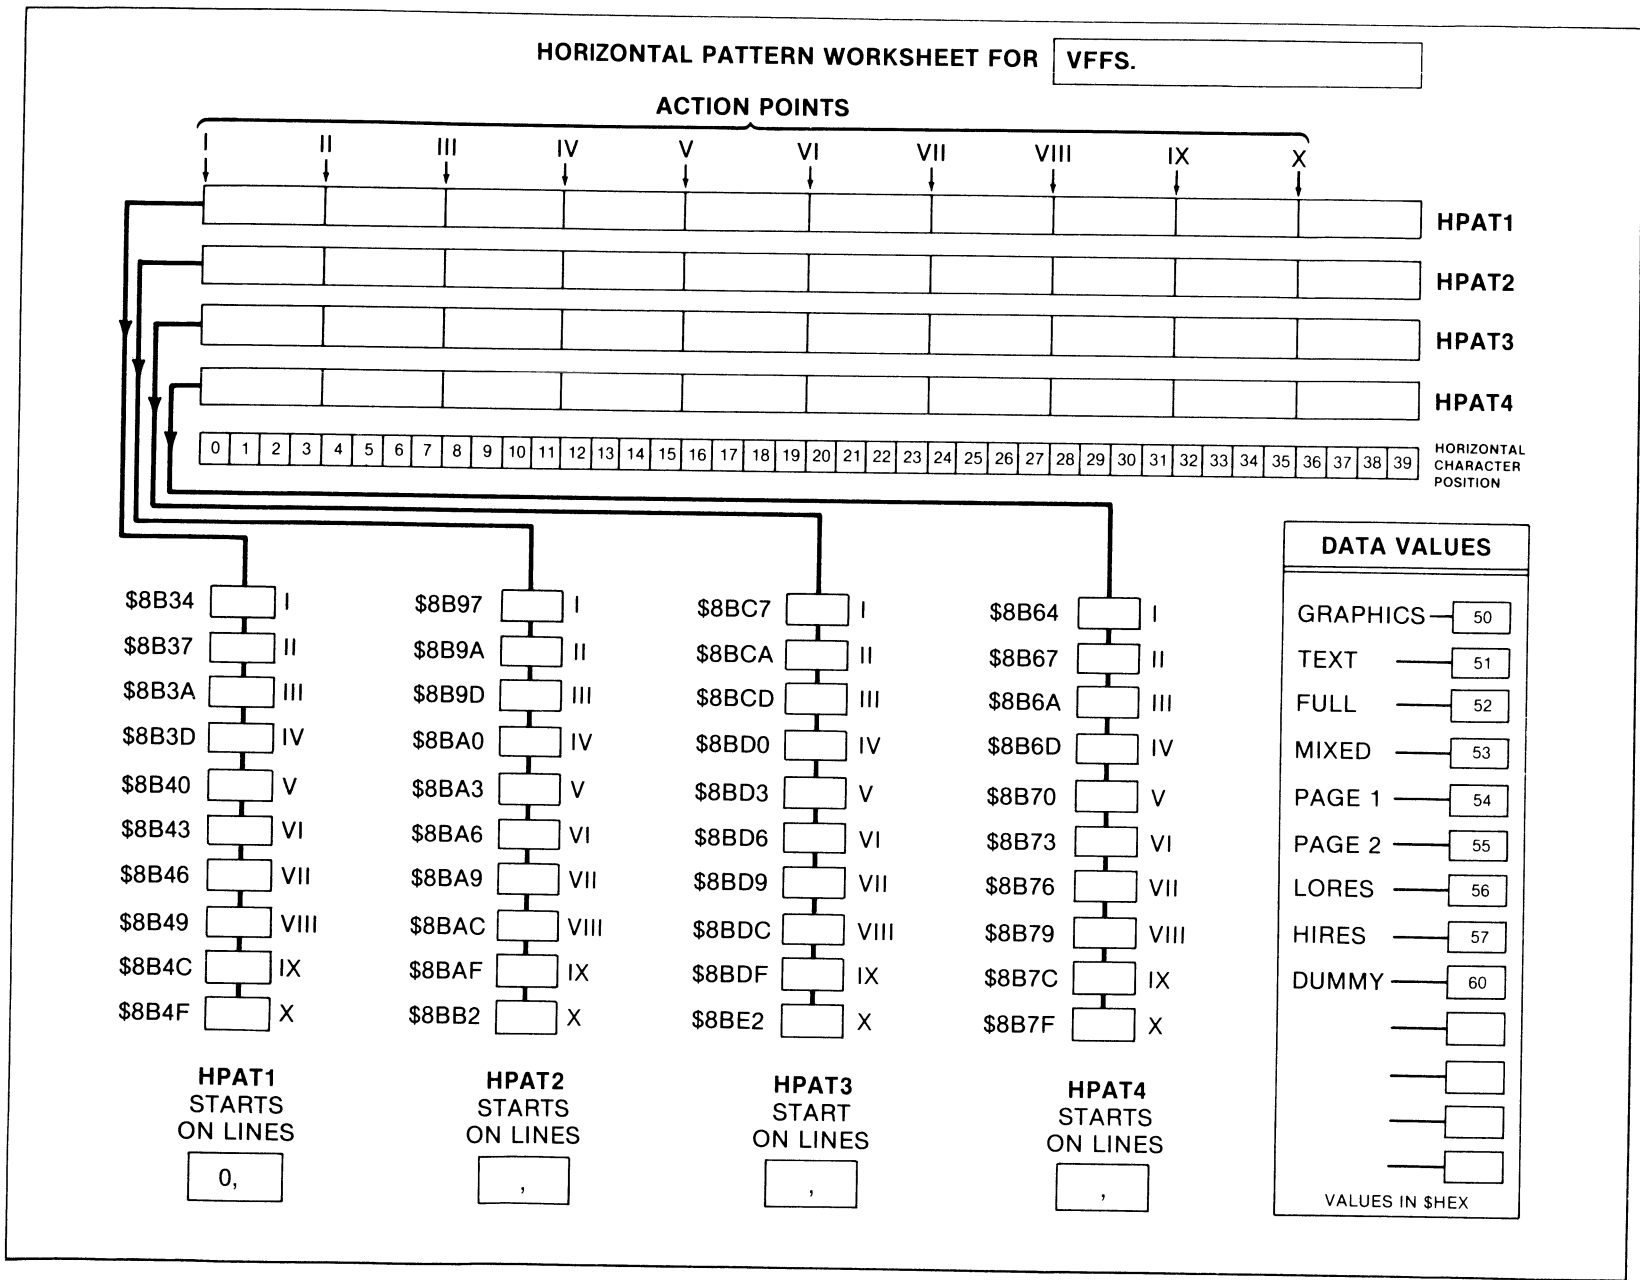 HORIZONTAL PATTERN WORKSHEET FOR VFFS.
ACTION POINTS
I II III IV V VI VII VIII IX X
HPAT1
HPAT2
HPAT3
HPAT4
0 1 2 3 4 5 6 7 8 9 10 11 12 13 14 15 16 17 18 19 20 21 22 23 24 25 26 27 28 29 30 31 32 33 34 35 36 37 38 39
HORIZONTAL
CHARACTER
POSITION
$8B34 I
$8B37 II
$8B3A III
$8B3D IV
$8B40 V
$8B43 VI
$8B46 VII
$8B49 VIII
$8B4C IX
$8B4F X
HPAT1
STARTS
ON LINES
0,
$8B97 I
$8B9A II
$8B9D III
$8BA0 IV
$8BA3 V
$8BA6 VI
$8BA9 VII
$8BAC VIII
$8BAF IX
$8BB2 X
HPAT2
STARTS
ON LINES
,
$8BC7 I
$8BCA II
$8BCD III
$8BD0 IV
$8BD3 V
$8BD6 VI
$8BD9 VII
$8BDC VIII
$8BDF IX
$8BE2 X
HPAT3
START
ON LINES
,
$8B64 I
$8B67 II
$8B6A III
$8B6D IV
$8B70 V
$8B73 VI
$8B76 VII
$8B79 VIII
$8B7C IX
$8B7F X
HPAT4
STARTS
ON LINES
,
DATA VALUES
GRAPHICS 50
TEXT 51
FULL 52
MIXED 53
PAGE 1 54
PAGE 2 55
LORES 56
HIRES 57
DUMMY 60
VALUES IN $HEX